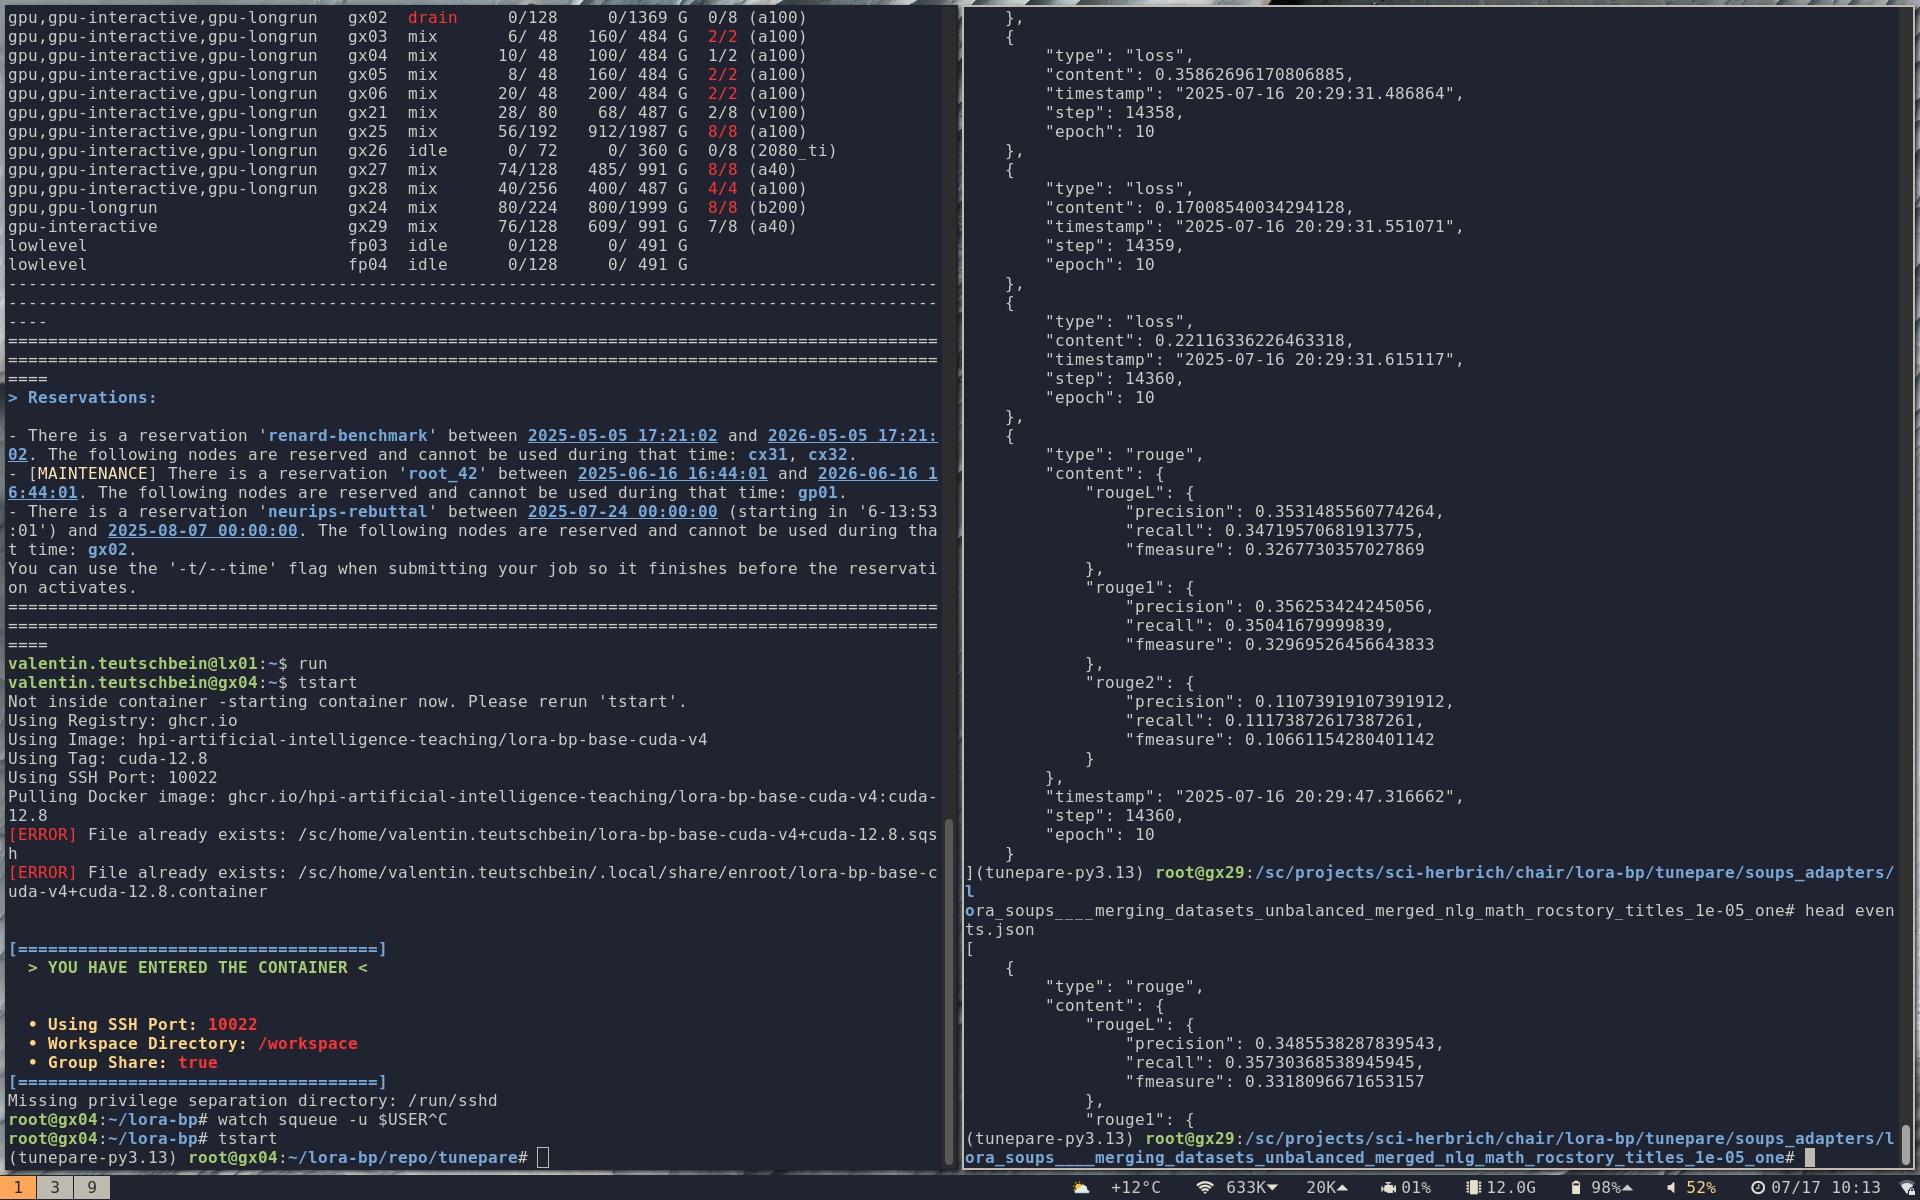 gpu,gpu-interactive,gpu-longrun   gx02  drain     0/128     0/1369 G  0/8 (a100)
gpu,gpu-interactive,gpu-longrun   gx03  mix       6/ 48   160/ 484 G  2/2 (a100)
gpu,gpu-interactive,gpu-longrun   gx04  mix      10/ 48   100/ 484 G  1/2 (a100)
gpu,gpu-interactive,gpu-longrun   gx05  mix       8/ 48   160/ 484 G  2/2 (a100)
gpu,gpu-interactive,gpu-longrun   gx06  mix      20/ 48   200/ 484 G  2/2 (a100)
gpu,gpu-interactive,gpu-longrun   gx21  mix      28/ 80    68/ 487 G  2/8 (v100)
gpu,gpu-interactive,gpu-longrun   gx25  mix      56/192   912/1987 G  8/8 (a100)
gpu,gpu-interactive,gpu-longrun   gx26  idle      0/ 72     0/ 360 G  0/8 (2080_ti)
gpu,gpu-interactive,gpu-longrun   gx27  mix      74/128   485/ 991 G  8/8 (a40)
gpu,gpu-interactive,gpu-longrun   gx28  mix      40/256   400/ 487 G  4/4 (a100)
gpu,gpu-longrun                   gx24  mix      80/224   800/1999 G  8/8 (b200)
gpu-interactive                   gx29  mix      76/128   609/ 991 G  7/8 (a40)
lowlevel                          fp03  idle      0/128     0/ 491 G
lowlevel                          fp04  idle      0/128     0/ 491 G
---------------------------------------------------------------------------------------------
---------------------------------------------------------------------------------------------
----
=============================================================================================
=============================================================================================
====
> Reservations:
- There is a reservation 'renard-benchmark' between 2025-05-05 17:21:02 and 2026-05-05 17:21:
02. The following nodes are reserved and cannot be used during that time: cx31, cx32.
- [MAINTENANCE] There is a reservation 'root_42' between 2025-06-16 16:44:01 and 2026-06-16 1
6:44:01. The following nodes are reserved and cannot be used during that time: gp01.
- There is a reservation 'neurips-rebuttal' between 2025-07-24 00:00:00 (starting in '6-13:53
:01') and 2025-08-07 00:00:00. The following nodes are reserved and cannot be used during tha
t time: gx02.
You can use the '-t/--time' flag when submitting your job so it finishes before the reservati
on activates.
=============================================================================================
=============================================================================================
====
valentin.teutschbein@lx01:~$ run
valentin.teutschbein@gx04:~$ tstart
Not inside container -starting container now. Please rerun 'tstart'.
Using Registry: ghcr.io
Using Image: hpi-artificial-intelligence-teaching/lora-bp-base-cuda-v4
Using Tag: cuda-12.8
Using SSH Port: 10022
Pulling Docker image: ghcr.io/hpi-artificial-intelligence-teaching/lora-bp-base-cuda-v4:cuda-
12.8
[ERROR] File already exists: /sc/home/valentin.teutschbein/lora-bp-base-cuda-v4+cuda-12.8.sqs
h
[ERROR] File already exists: /sc/home/valentin.teutschbein/.local/share/enroot/lora-bp-base-c
uda-v4+cuda-12.8.container
[====================================]
  > YOU HAVE ENTERED THE CONTAINER <
  • Using SSH Port: 10022
  • Workspace Directory: /workspace
  • Group Share: true
[====================================]
Missing privilege separation directory: /run/sshd
root@gx04:~/lora-bp# watch squeue -u $USER^C
root@gx04:~/lora-bp# tstart
(tunepare-py3.13) root@gx04:~/lora-bp/repo/tunepare#
    },
    {
        "type": "loss",
        "content": 0.35862696170806885,
        "timestamp": "2025-07-16 20:29:31.486864",
        "step": 14358,
        "epoch": 10
    },
    {
        "type": "loss",
        "content": 0.17008540034294128,
        "timestamp": "2025-07-16 20:29:31.551071",
        "step": 14359,
        "epoch": 10
    },
    {
        "type": "loss",
        "content": 0.22116336226463318,
        "timestamp": "2025-07-16 20:29:31.615117",
        "step": 14360,
        "epoch": 10
    },
    {
        "type": "rouge",
        "content": {
            "rougeL": {
                "precision": 0.3531485560774264,
                "recall": 0.34719570681913775,
                "fmeasure": 0.3267730357027869
            },
            "rouge1": {
                "precision": 0.356253424245056,
                "recall": 0.35041679999839,
                "fmeasure": 0.32969526456643833
            },
            "rouge2": {
                "precision": 0.11073919107391912,
                "recall": 0.11173872617387261,
                "fmeasure": 0.10661154280401142
            }
        },
        "timestamp": "2025-07-16 20:29:47.316662",
        "step": 14360,
        "epoch": 10
    }
](tunepare-py3.13) root@gx29:/sc/projects/sci-herbrich/chair/lora-bp/tunepare/soups_adapters/
l
ora_soups____merging_datasets_unbalanced_merged_nlg_math_rocstory_titles_1e-05_one# head even
ts.json
[
    {
        "type": "rouge",
        "content": {
            "rougeL": {
                "precision": 0.3485538287839543,
                "recall": 0.35730368538945945,
                "fmeasure": 0.3318096671653157
            },
            "rouge1": {
(tunepare-py3.13) root@gx29:/sc/projects/sci-herbrich/chair/lora-bp/tunepare/soups_adapters/l
ora_soups____merging_datasets_unbalanced_merged_nlg_math_rocstory_titles_1e-05_one#
1 3 9 +12°C 633K 20K 01% 12.0G 98% 52% 07/17 10:13